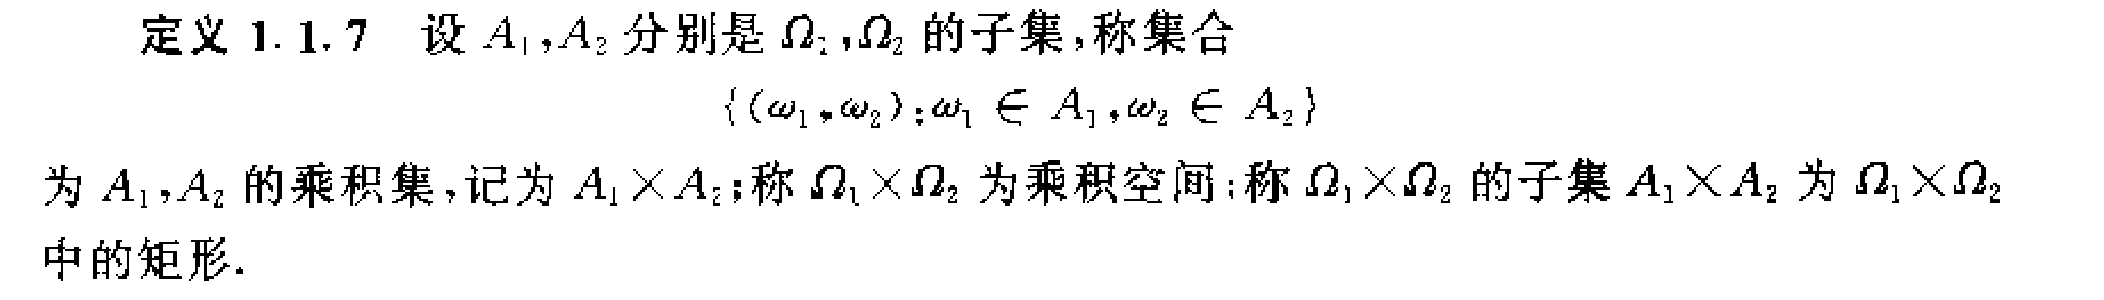 定义 1.1.7 设 A₁,A₂ 分别是 Ω₁,Ω₂ 的子集,称集合
{(ω₁,ω₂):ω₁ ∈ A₁,ω₂ ∈ A₂}
为 A₁,A₂ 的乘积集,记为 A₁×A₂;称 Ω₁×Ω₂ 为乘积空间;称 Ω₁×Ω₂ 的子集 A₁×A₂ 为 Ω₁×Ω₂
中的矩形.